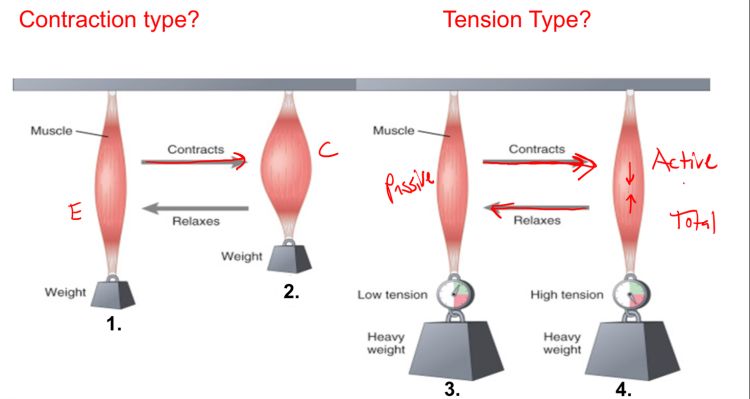 Contraction type?
Tension Type?
Muscle
Contracts
C
E
Relaxes
Weight
Weight
1.
2.
Muscle
Contracts
Passive
Active
Relaxes
Total
Low tension
High tension
Heavy
weight
Heavy
weight
3.
4.